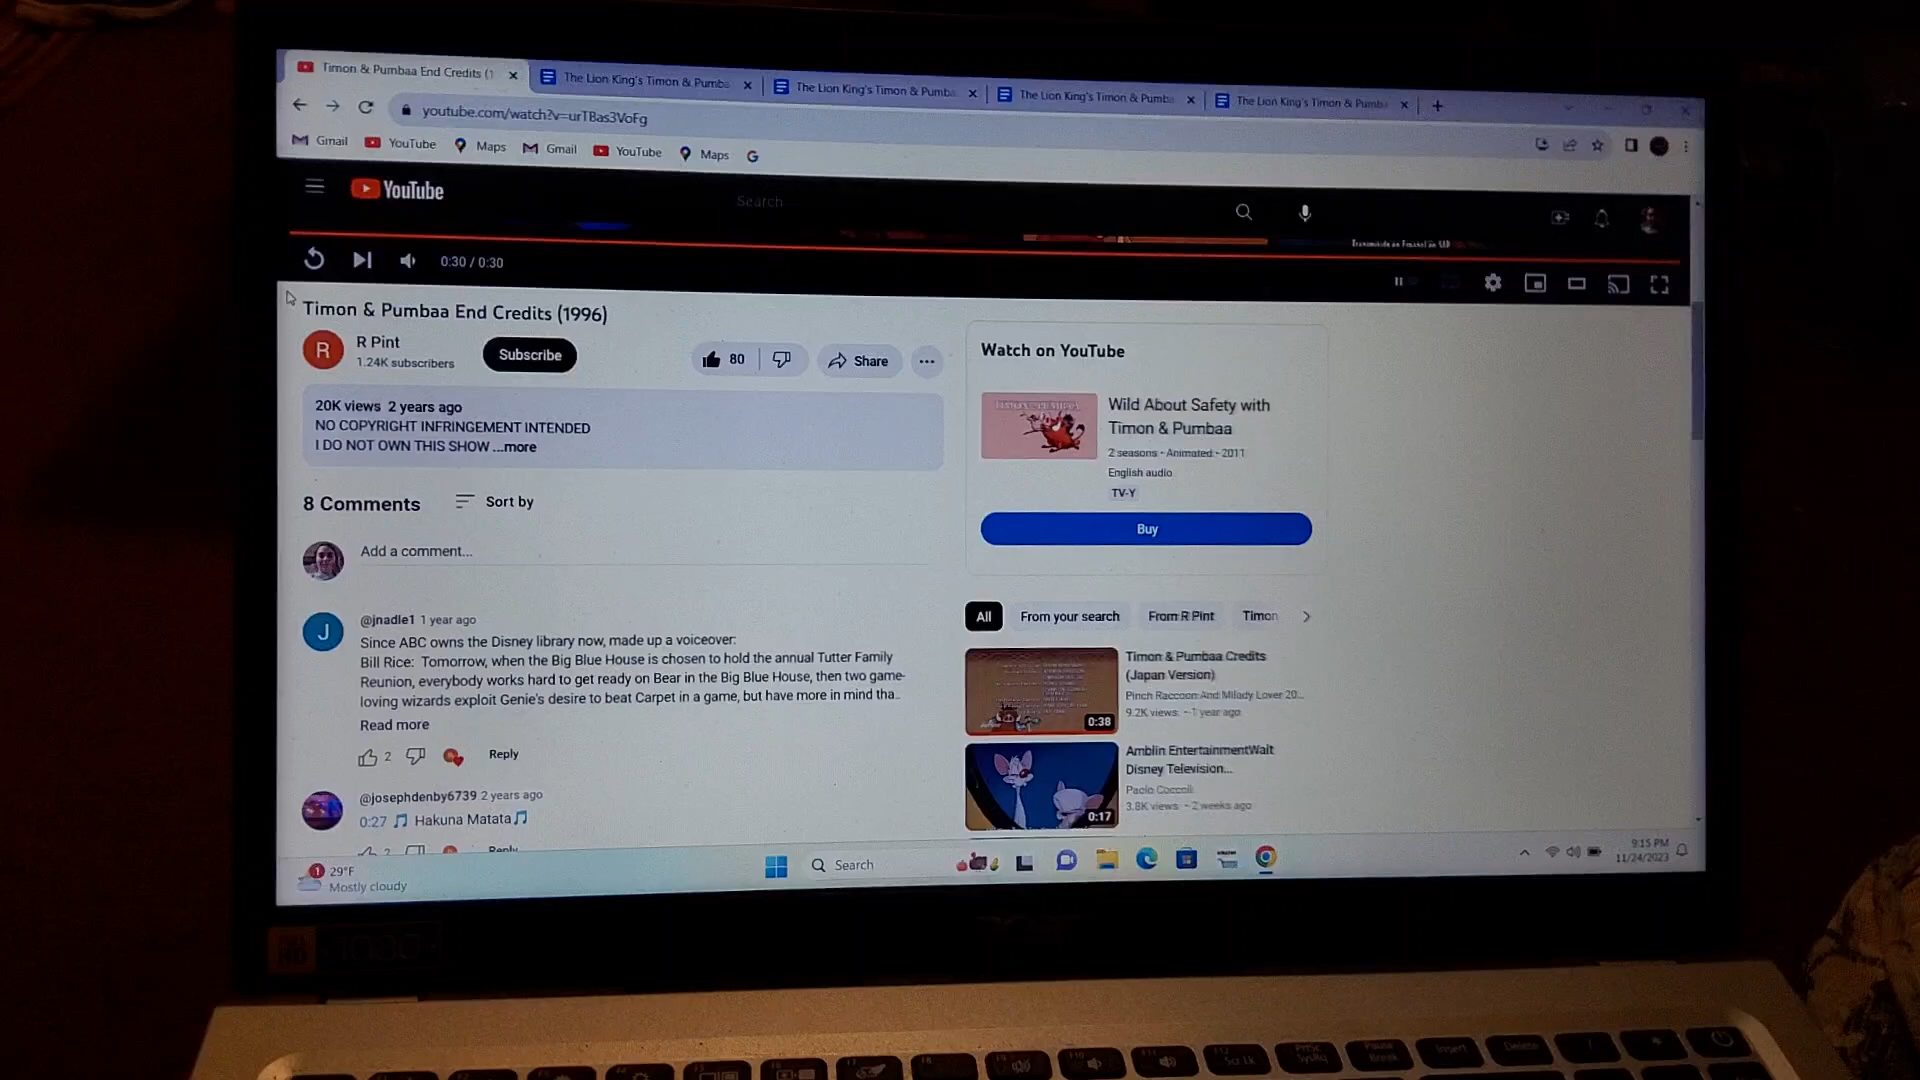 Timon & Pumbaa End Credits (1
The Lion King's Timon & Pumba
The Lion King's Timon & Pumba
The Lion King's Timon & Pumba
The Lion King's Timon & Pumba
youtube.com/watch?v=urTBas3VoFg
Gmail YouTube Maps Gmail YouTube Maps
YouTube
Search
0:30 / 0:30
Timon & Pumbaa End Credits (1996)
R
R Pint
1.24K subscribers
Subscribe
80
Share
20K views 2 years ago
NO COPYRIGHT INFRINGEMENT INTENDED
I DO NOT OWN THIS SHOW ...more
8 Comments
Sort by
Add a comment...
J
@jnadle1 1 year ago
Since ABC owns the Disney library now, made up a voiceover:
Bill Rice: Tomorrow, when the Big Blue House is chosen to hold the annual Tutter Family
Reunion, everybody works hard to get ready on Bear in the Big Blue House, then two game-
loving wizards exploit Genie's desire to beat Carpet in a game, but have more in mind tha..
Read more
2
Reply
@josephdenby6739 2 years ago
0:27 🎵 Hakuna Matata🎵
2
Reply
Watch on YouTube
Wild About Safety with
Timon & Pumbaa
2 seasons • Animated • 2011
English audio
TV-Y
Buy
All
From your search
From R Pint
Timon
0:38
Timon & Pumbaa Credits
(Japan Version)
Pinch Raccoon And Milady Lover 20...
9.2K views • 1 year ago
0:17
Amblin EntertainmentWalt
Disney Television...
Paolo Coccoli
3.8K views • 2 weeks ago
1
29°F
Mostly cloudy
Search
9:15 PM
11/24/2023
Scr Lk
PrtSc
SysRq
Pause
Break
Insert
Delete